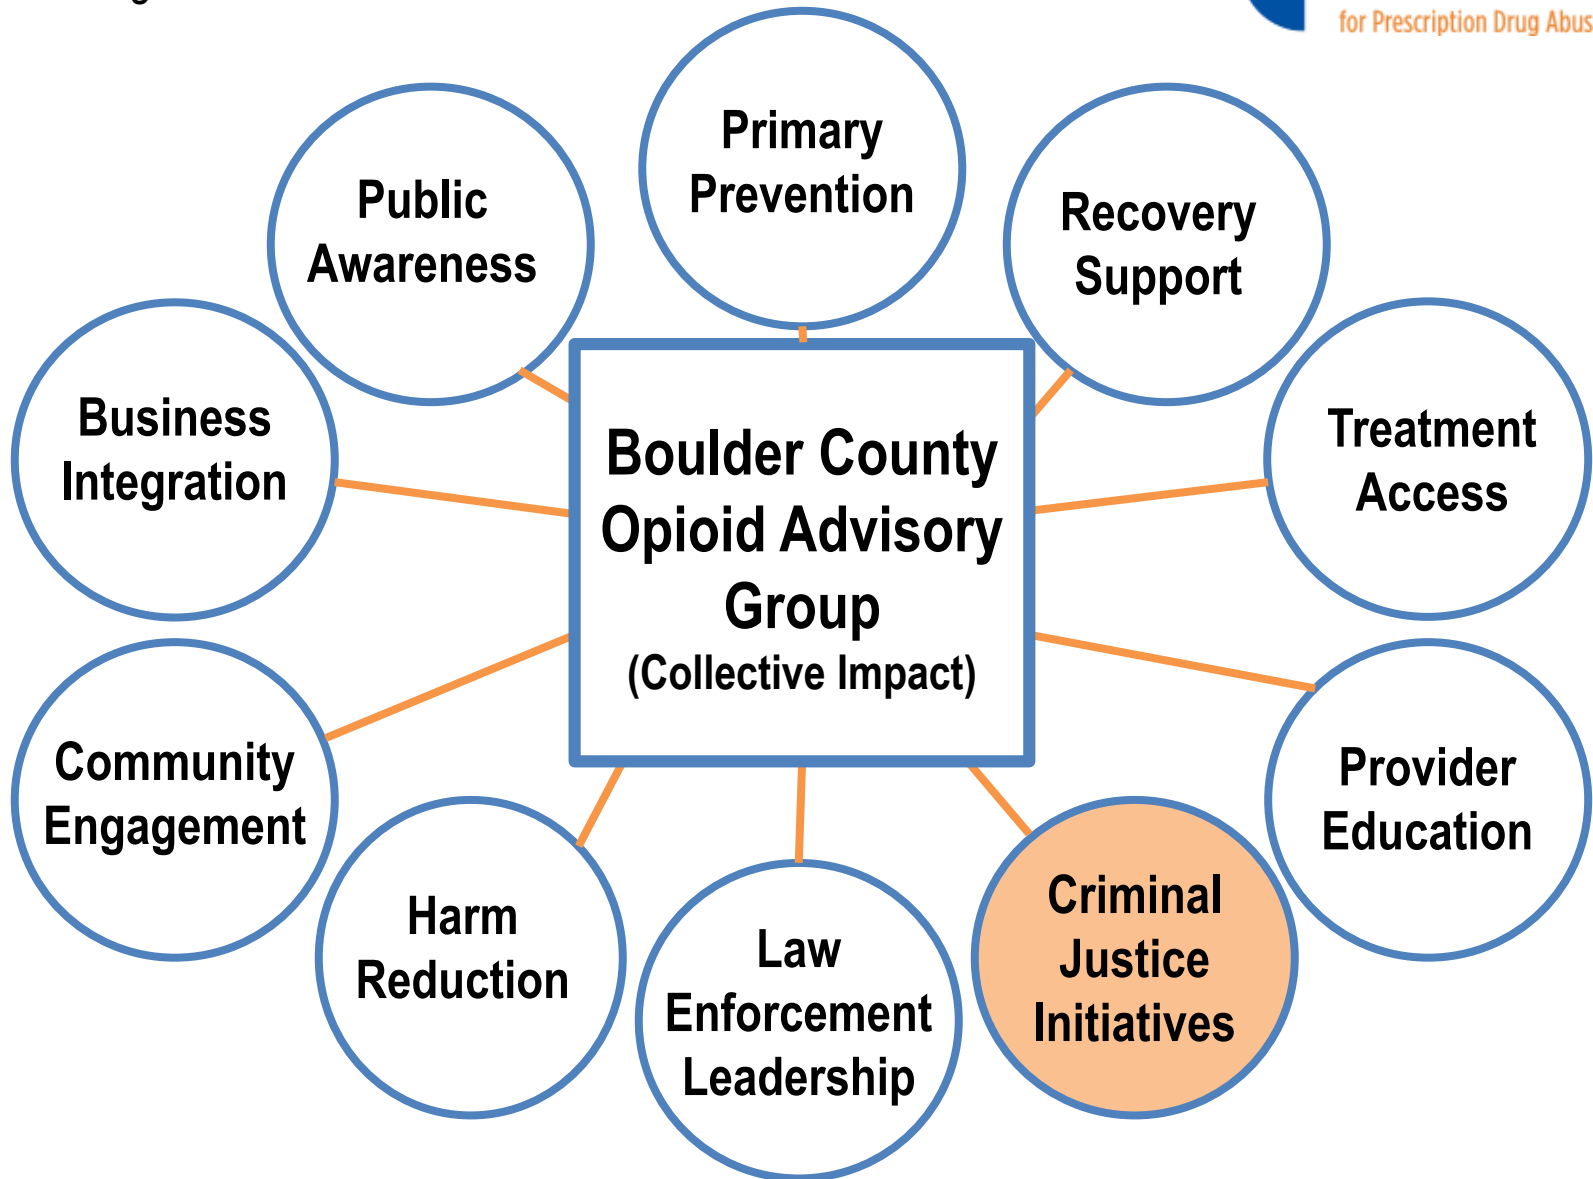 for Prescription Drug Abus
Primary
Prevention
Public
Awareness
Recovery
Support
Business
Integration
Treatment
Access
Boulder County
Opioid Advisory
Group
(Collective Impact)
Community
Engagement
Provider
Education
Harm
Reduction
Law
Enforcement
Leadership
Criminal
Justice
Initiatives